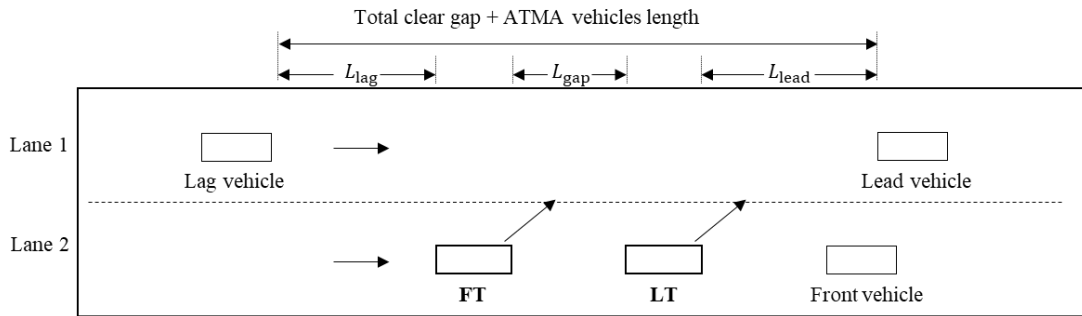 Total clear gap + ATMA vehicles length
L_lag L_gap L_lead
Lane 1
Lag vehicle Lead vehicle
Lane 2
FT LT Front vehicle